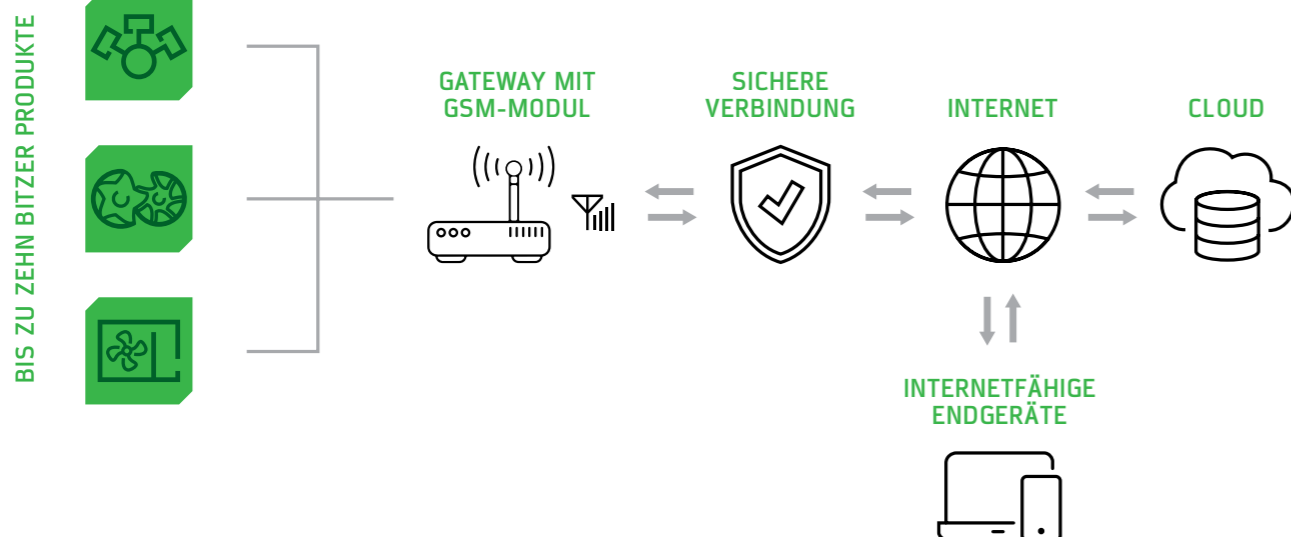 BIS ZU ZEHN BITZER PRODUKTE
GATEWAY MIT
GSM-MODUL
SICHERE
VERBINDUNG
INTERNET
CLOUD
INTERNETFÄHIGE
ENDGERÄTE